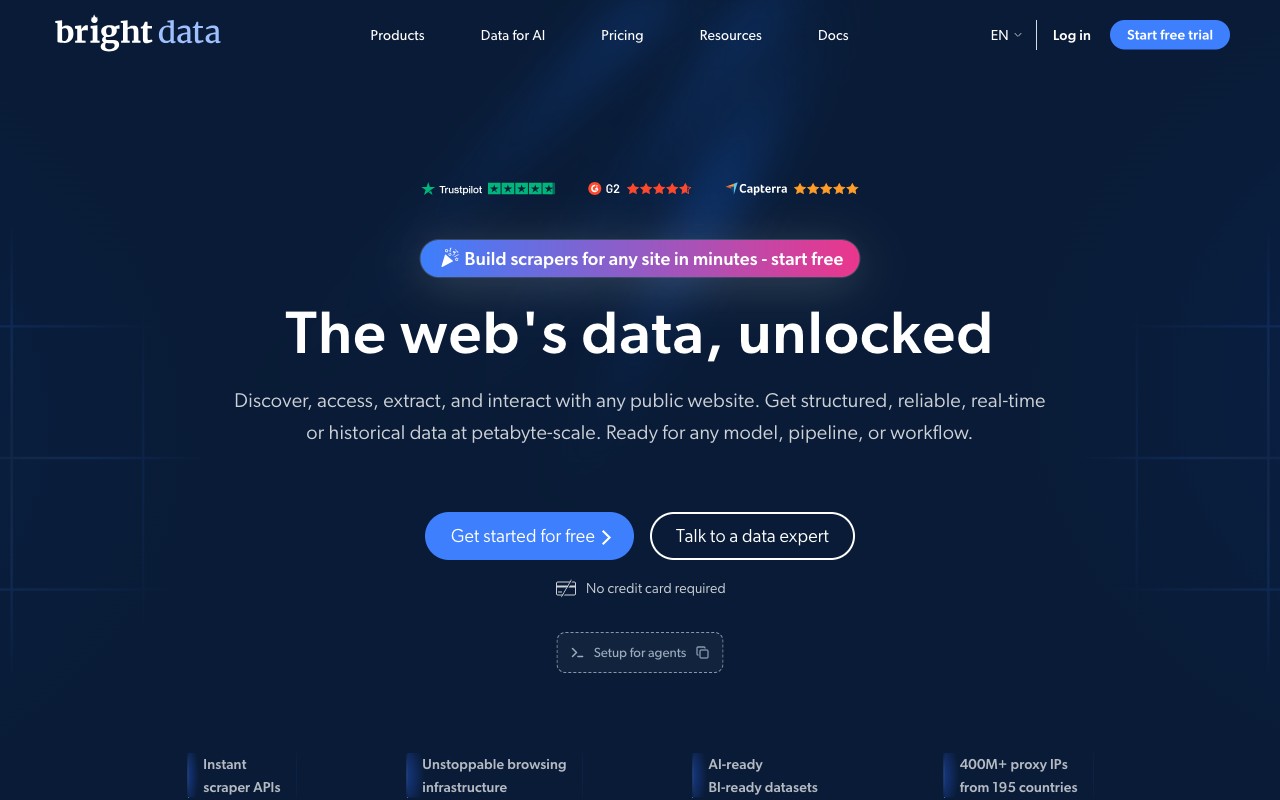 bright data
Products
Data for AI
Pricing
Resources
Docs
EN
Log in
Start free trial
Trustpilot
G2
Capterra
Build scrapers for any site in minutes - start free
The web's data, unlocked
Discover, access, extract, and interact with any public website. Get structured, reliable, real-time
or historical data at petabyte-scale. Ready for any model, pipeline, or workflow.
Get started for free
Talk to a data expert
No credit card required
Setup for agents
Instant
scraper APIs
Unstoppable browsing
infrastructure
AI-ready
BI-ready datasets
400M+ proxy IPs
from 195 countries